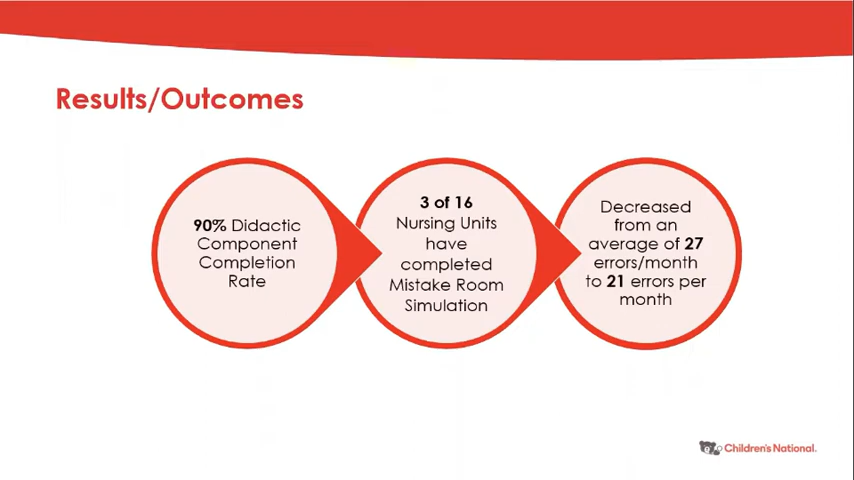 Results/Outcomes
90% Didactic
Component
Completion
Rate
3 of 16
Nursing Units
have
completed
Mistake Room
Simulation
Decreased
from an
average of 27
errors/month
to 21 errors per
month
Children's National.